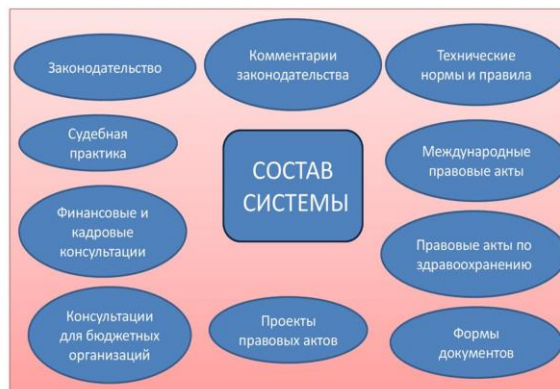 Законодательство
Комментарии
законодательства
Технические
нормы и правила
Судебная
практика
СОСТАВ
СИСТЕМЫ
Международные
правовые акты
Финансовые и
кадровые
консультации
Правовые акты по
здравоохранению
Консультации
для бюджетных
организаций
Проекты
правовых актов
Формы
документов